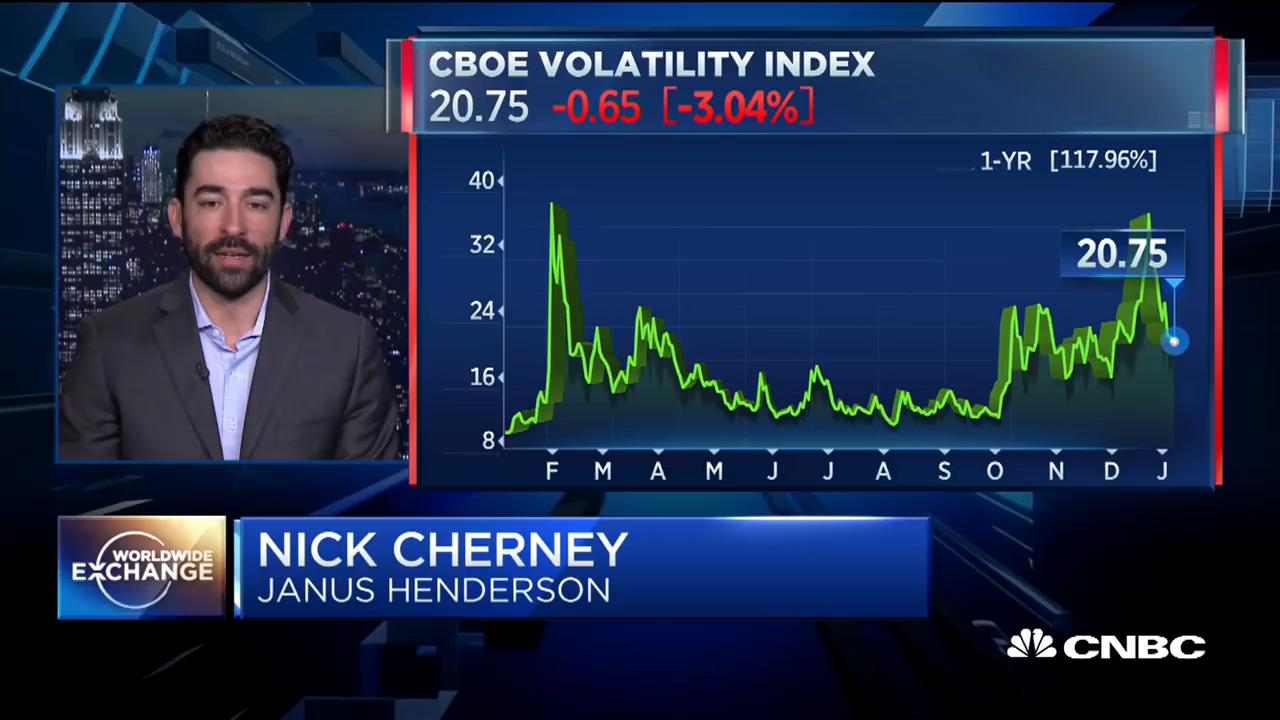 CBOE VOLATILITY INDEX
20.75 -0.65 [-3.04%]
1-YR [117.96%]
40
32
24
16
8
20.75
F M A M J J A S O N D J
WORLDWIDE
EXCHANGE
NICK CHERNEY
JANUS HENDERSON
CNBC